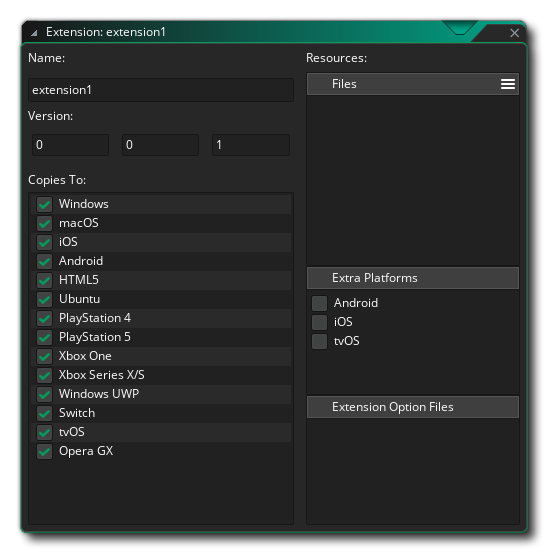 Extension: extension1
Name:
extension1
Version:
0 0 1
Copies To:
Windows
macOS
iOS
Android
HTML5
Ubuntu
PlayStation 4
PlayStation 5
Xbox One
Xbox Series X/S
Windows UWP
Switch
tvOS
Opera GX
Resources:
Files
Extra Platforms
Android
iOS
tvOS
Extension Option Files